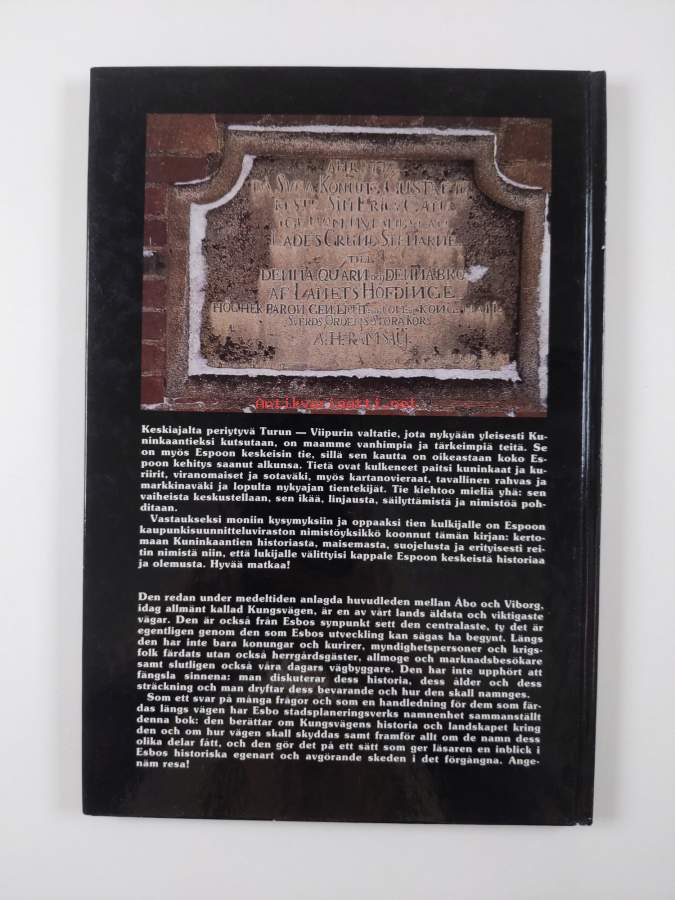 DENNA QUARN OCH DENNA BRO
AF LANETS HÖFDINGE
SVERDS ORDENS STORA KORS
A.H. RAMSAU.
Antikvariaatti.net
Keskiajalta periytyvä Turun — Viipurin valtatie, jota nykyään yleisesti Ku-
ninkaantieksi kutsutaan, on maamme vanhimpia ja tärkeimpiä teitä. Se
on myös Espoon keskeisin tie, sillä sen kautta on oikeastaan koko Es-
poon kehitys saanut alkunsa. Tietä ovat kulkeneet paitsi kuninkaat ja ku-
riirit, viranomaiset ja sotaväki, myös kartanovieraat, tavallinen rahvas ja
markkinaväki ja lopulta nykyajan tientekijät. Tie kiehtoo mieliä yhä: sen
vaiheista keskustellaan, sen ikää, linjausta, säilyttämistä ja nimistöä poh-
ditaan.
Vastaukseksi moniin kysymyksiin ja oppaaksi tien kulkijalle on Espoon
kaupunkisuunnitteluviraston nimistöyksikkö koonnut tämän kirjan: kerto-
maan Kuninkaantien historiasta, maisemasta, suojelusta ja erityisesti rei-
tin nimistä niin, että lukijalle välittyisi kappale Espoon keskeistä historiaa
ja olemusta. Hyvää matkaa!
Den redan under medeltiden anlagda huvudleden mellan Åbo och Viborg,
idag allmänt kallad Kungsvägen, är en av vårt lands äldsta och viktigaste
vägar. Den är också från Esbos synpunkt sett den centralaste, ty det är
egentligen genom den som Esbos utveckling kan sägas ha begynt. Längs
den har inte bara konungar och kurirer, myndighetspersoner och krigs-
folk färdats utan också herrgårdsgäster, allmoge och marknadsbesökare
samt slutligen också våra dagars vägbyggare. Den har inte upphört att
fängsla sinnena: man diskuterar dess historia, dess ålder och dess
sträckning och man dryftar dess bevarande och hur den skall namnges.
Som ett svar på många frågor och som en handledning för dem som fär-
das längs vägen har Esbo stadsplaneringsverks namnenhet sammanställt
denna bok: den berättar om Kungsvägens historia och landskapet kring
den och om hur vägen skall skyddas samt framför allt om de namn dess
olika delar fått, och den gör det på ett sätt som ger läsaren en inblick i
Esbos historiska egenart och avgörande skeden i det förgångna. Ange-
näm resa!